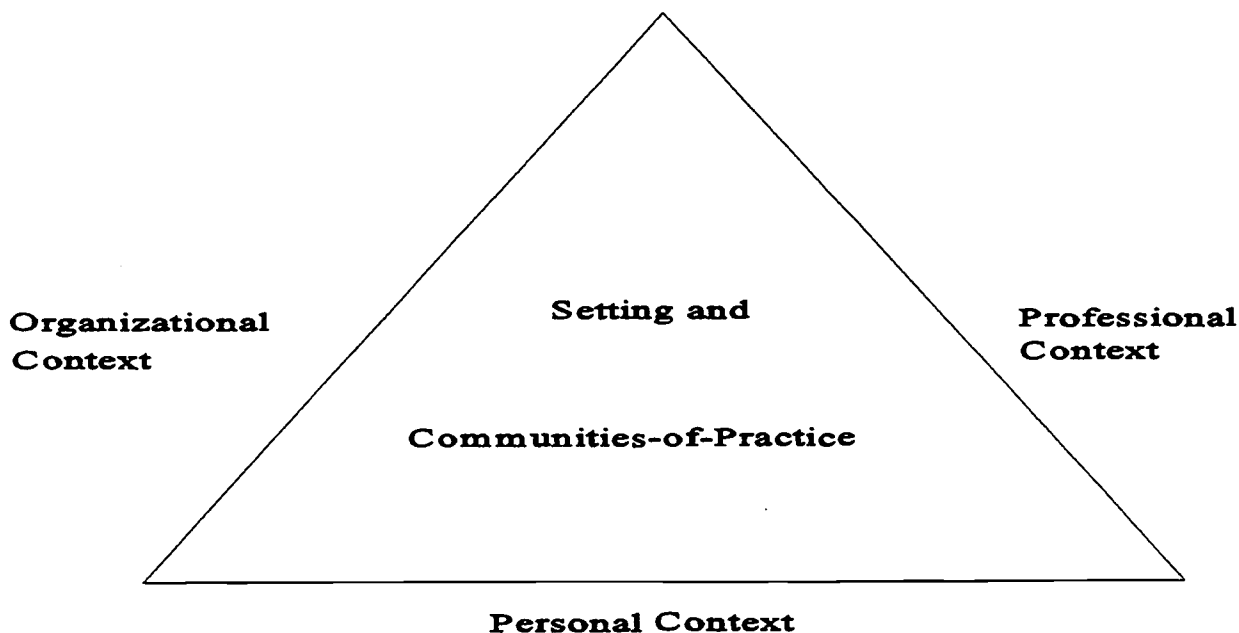 Organizational
Context
Setting and
Communities-of-Practice
Professional
Context
Personal Context